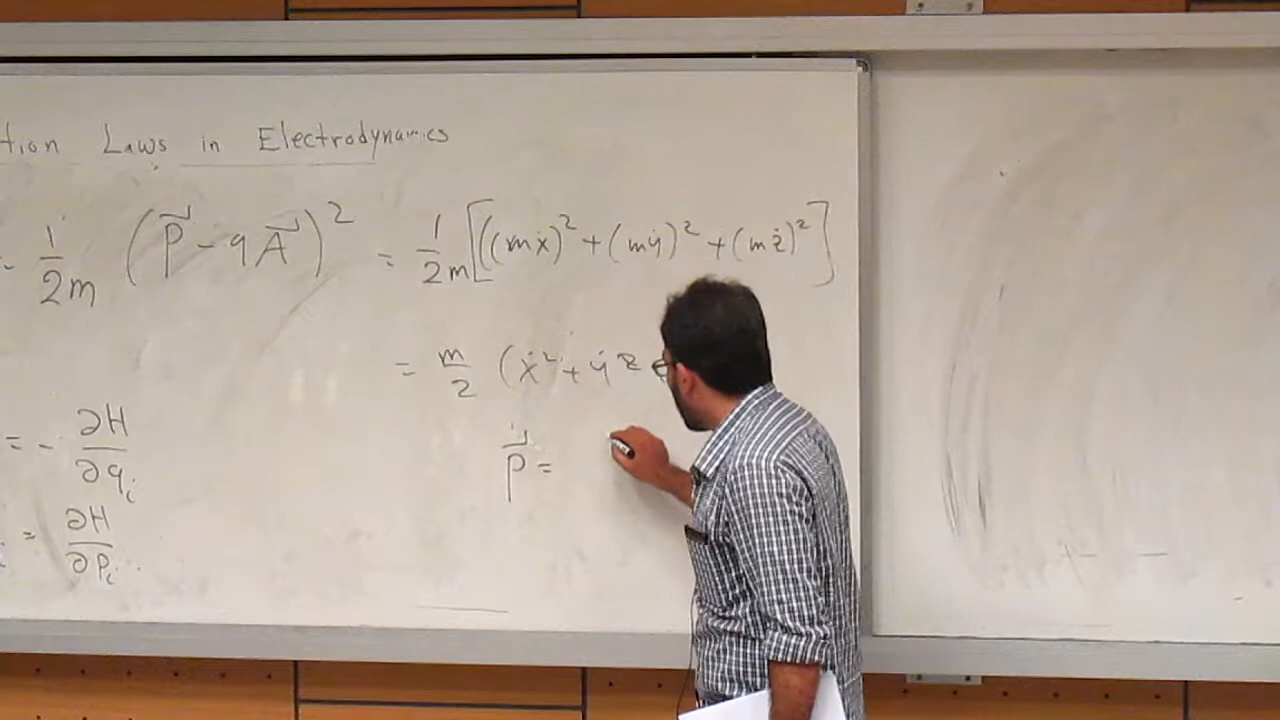 tion Laws in Electrodynamics
- 1/2m (p⃗ - qA⃗)² = 1/2m [((mẋ)² + (mẏ)² + (mż)²]
= m/2 (ẋ² + ẏ²
= - ∂H/∂qᵢ
p⃗ =
= ∂H/∂pᵢ